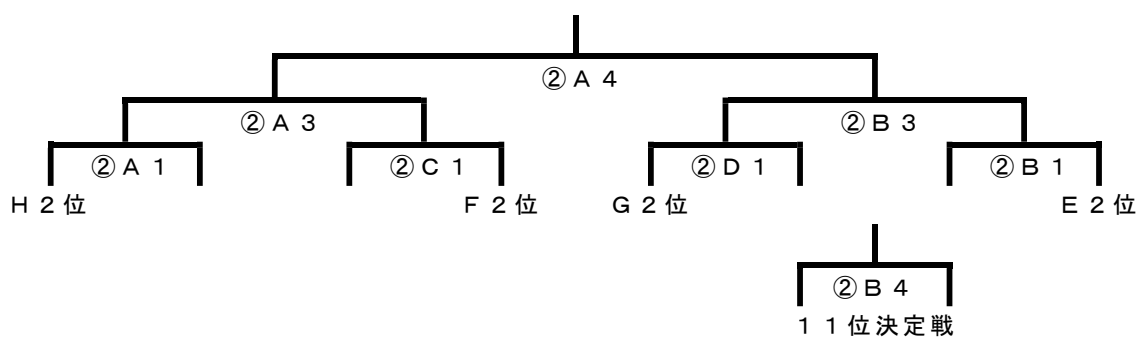 ②Ａ４
②Ａ３ ②Ｂ３
②Ａ１ ②Ｃ１ ②Ｄ１ ②Ｂ１
Ｈ２位 Ｆ２位 Ｇ２位 Ｅ２位
②Ｂ４
１１位決定戦